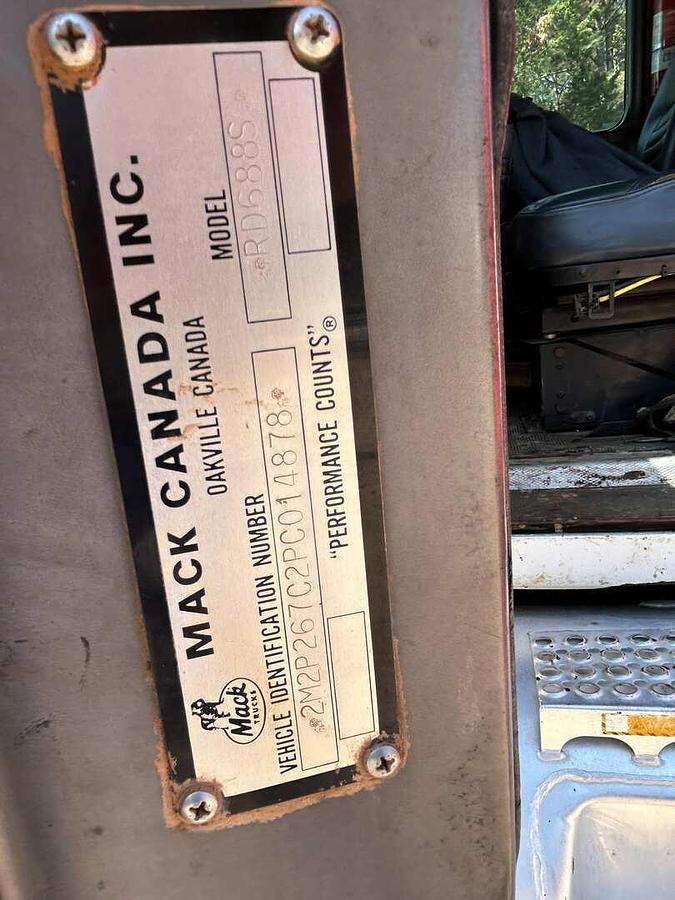 MACK CANADA INC.
OAKVILLE CANADA
MODEL
RD688S
VEHICLE IDENTIFICATION NUMBER
2M2P267C2PC014878
"PERFORMANCE COUNTS"®
Mack
TRUCKS